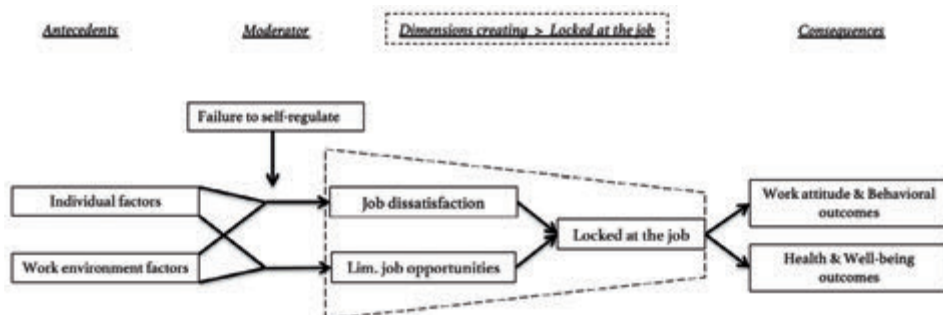 Antecedents
Moderator
Dimensions creating > Locked at the job
Consequences
Failure to self-regulate
Individual factors
Job dissatisfaction
Work attitude & Behavioral
outcomes
Locked at the job
Work environment factors
Lim. job opportunities
Health & Well-being
outcomes